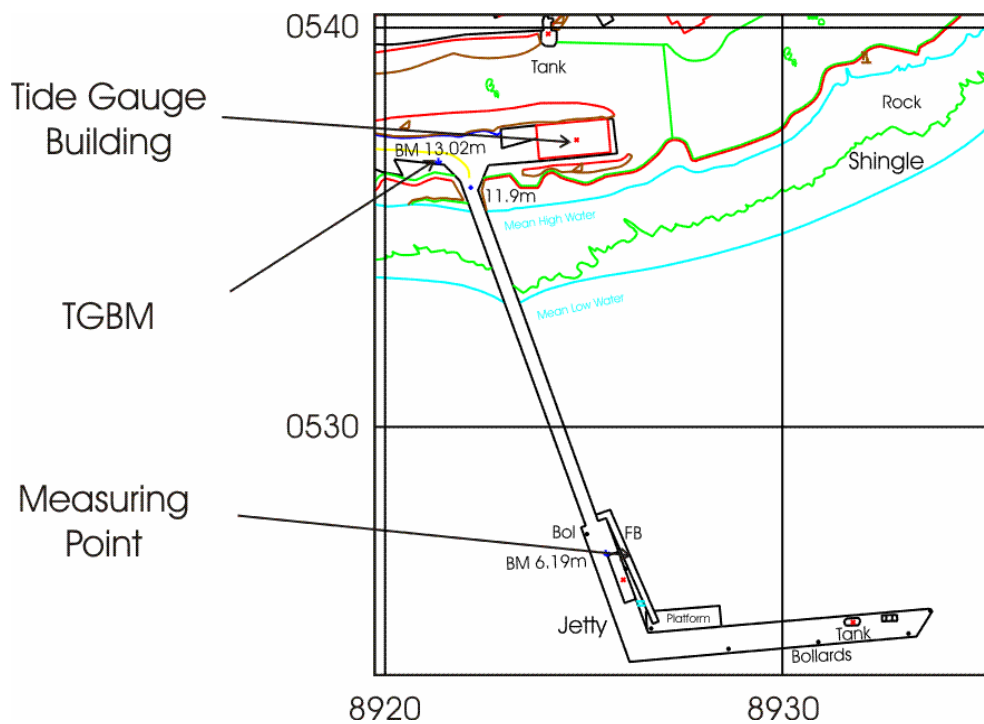 0540
Tank
Tide Gauge
Building
Rock
BM 13.02m
Shingle
11.9m
Mean High Water
TGBM
Mean Low Water
0530
Measuring
Point
Bol
FB
BM 6.19m
Jetty
Platform
Tank
Bollards
8920
8930